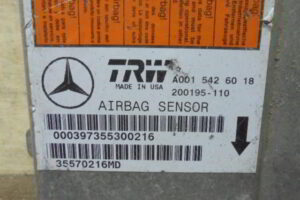 TRW
MADE IN USA
A001 542 60 18
200195-110
AIRBAG SENSOR
000397355300216
35570216MD